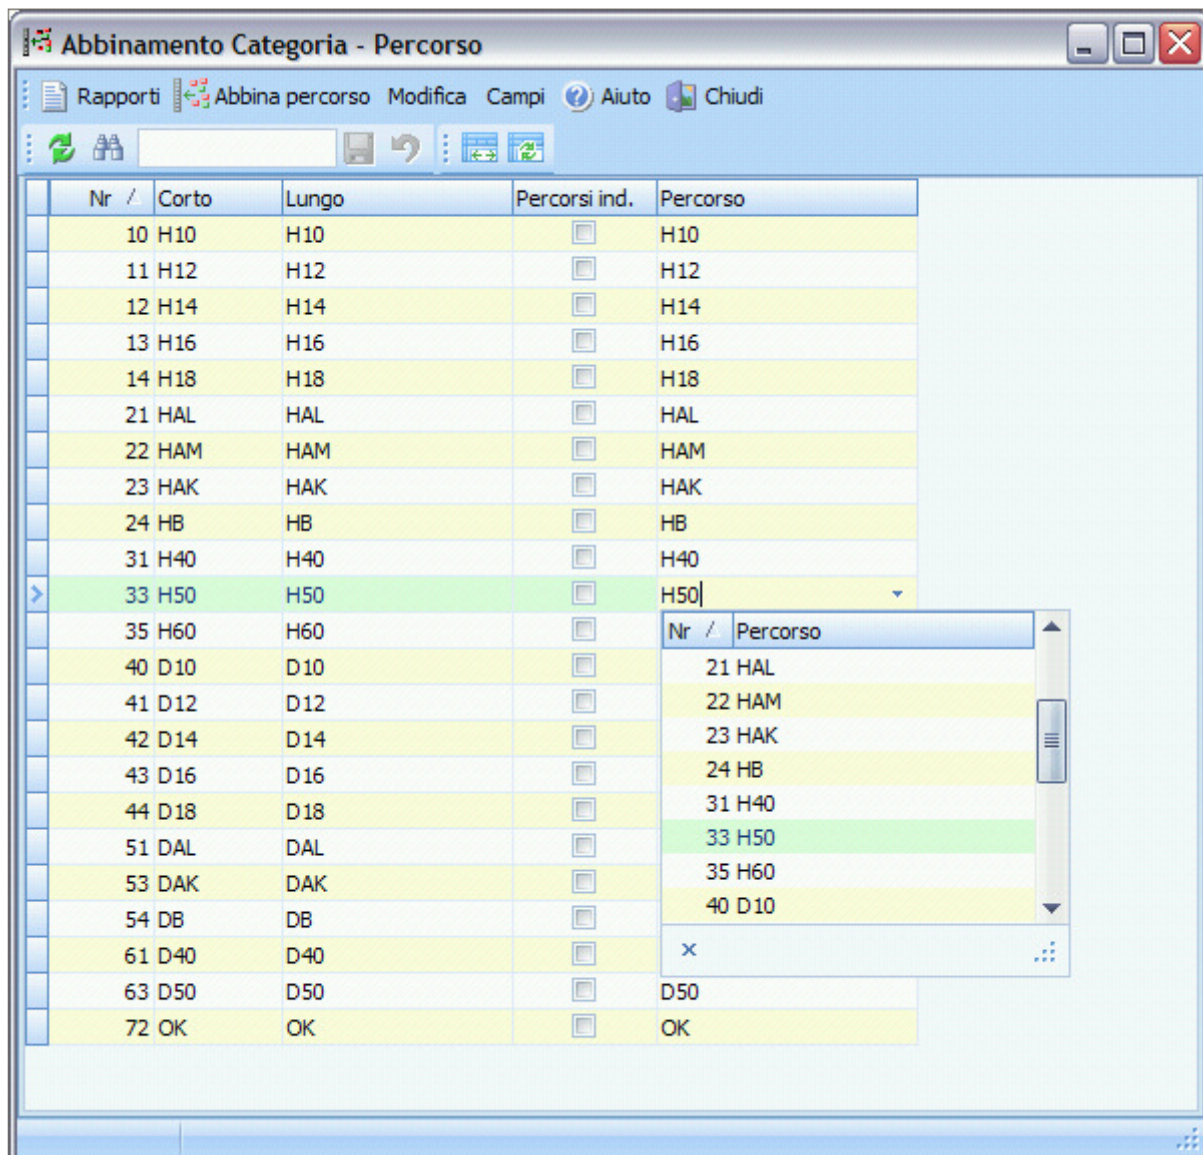 Abbinamento Categoria - Percorso
Rapporti Abbina percorso Modifica Campi Aiuto Chiudi
Nr Corto Lungo Percorsi ind. Percorso
10 H10 H10 H10
11 H12 H12 H12
12 H14 H14 H14
13 H16 H16 H16
14 H18 H18 H18
21 HAL HAL HAL
22 HAM HAM HAM
23 HAK HAK HAK
24 HB HB HB
31 H40 H40 H40
33 H50 H50 H50
35 H60 H60
40 D10 D10
41 D12 D12
42 D14 D14
43 D16 D16
44 D18 D18
51 DAL DAL
53 DAK DAK
54 DB DB
61 D40 D40
63 D50 D50 D50
72 OK OK OK
Nr Percorso
21 HAL
22 HAM
23 HAK
24 HB
31 H40
33 H50
35 H60
40 D10